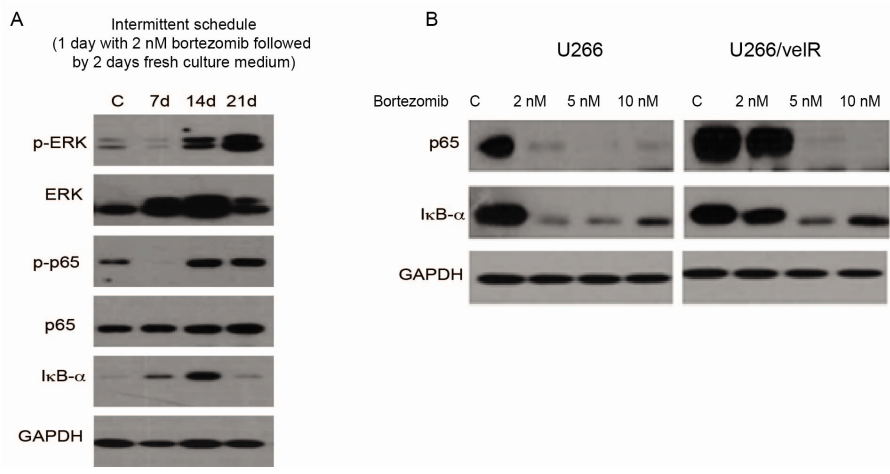 A
Intermittent schedule
(1 day with 2 nM bortezomib followed
by 2 days fresh culture medium)
C 7d 14d 21d
p-ERK
ERK
p-p65
p65
IκB-α
GAPDH
B
U266 U266/velR
Bortezomib C 2 nM 5 nM 10 nM C 2 nM 5 nM 10 nM
p65
IκB-α
GAPDH